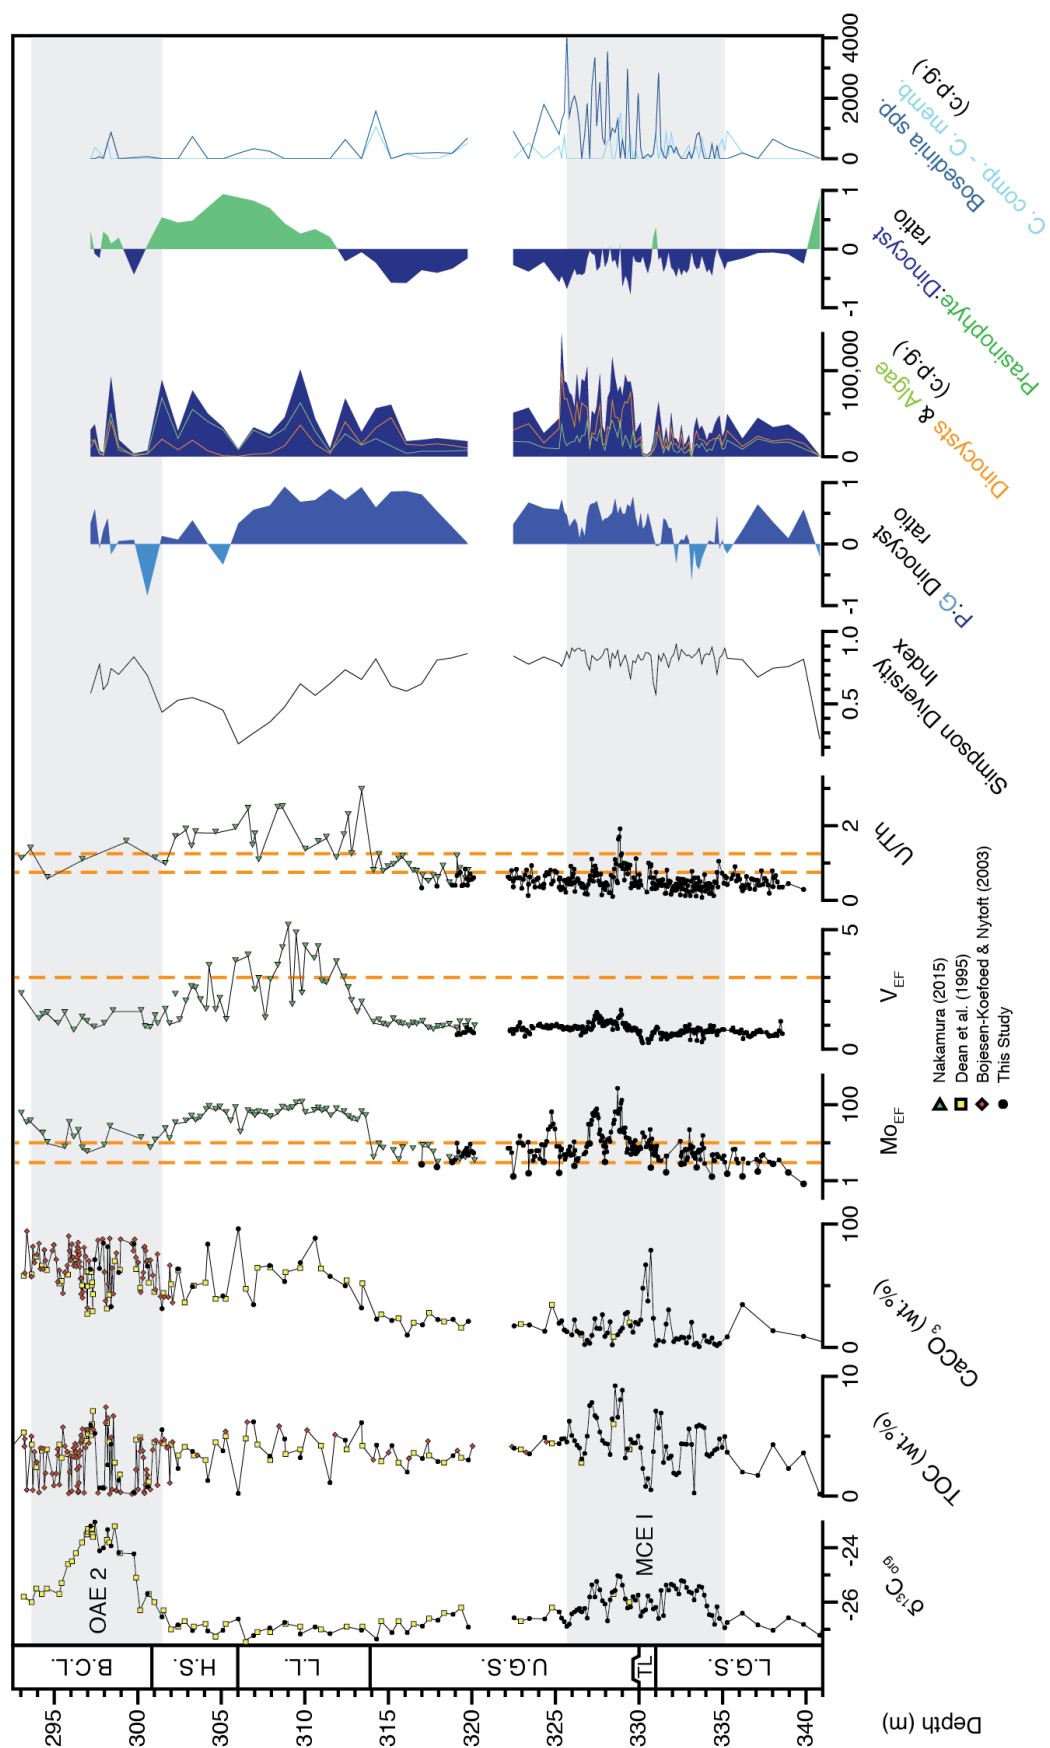 4000
2000
0
Bosedinia spp.
C. comp. - C. memb.
(c.p.g.)
1
0
-1
Prasinophyte:Dinocyst
ratio
100,000
0
Dinocysts & Algae
(c.p.g.)
1
0
-1
P:G Dinocyst
ratio
1.0
0.5
Simpson Diversity
Index
2
0
U/Th
5
0
VEF
100
1
MoEF
100
0
CaCO3 (wt. %)
10
0
TOC (wt. %)
-24
-26
δ13Corg
OAE 2
MCE I
Nakamura (2015)
Dean et al. (1995)
Bojesen-Koefoed & Nytoft (2003)
This Study
B.C.L.
H.S.
L.L.
U.G.S.
TL
L.G.S.
295
300
305
310
315
320
325
330
335
340
Depth (m)